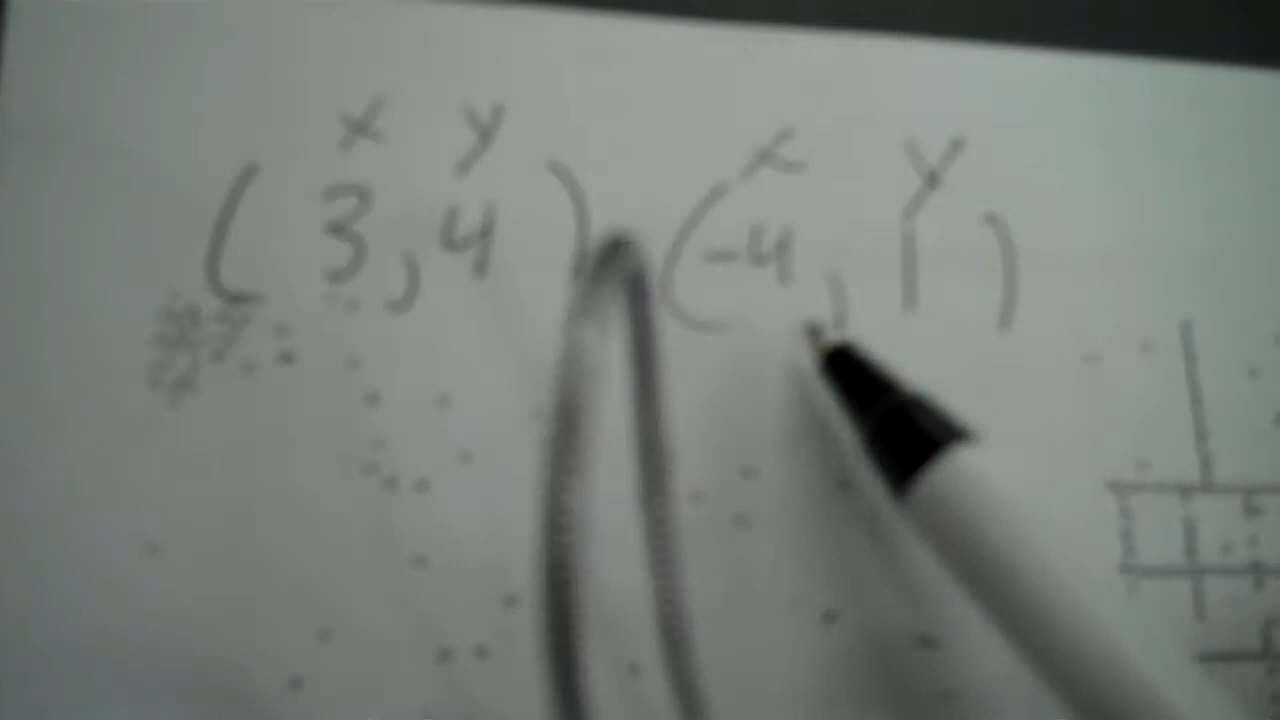 x y x y
(3,4) (-4,1)